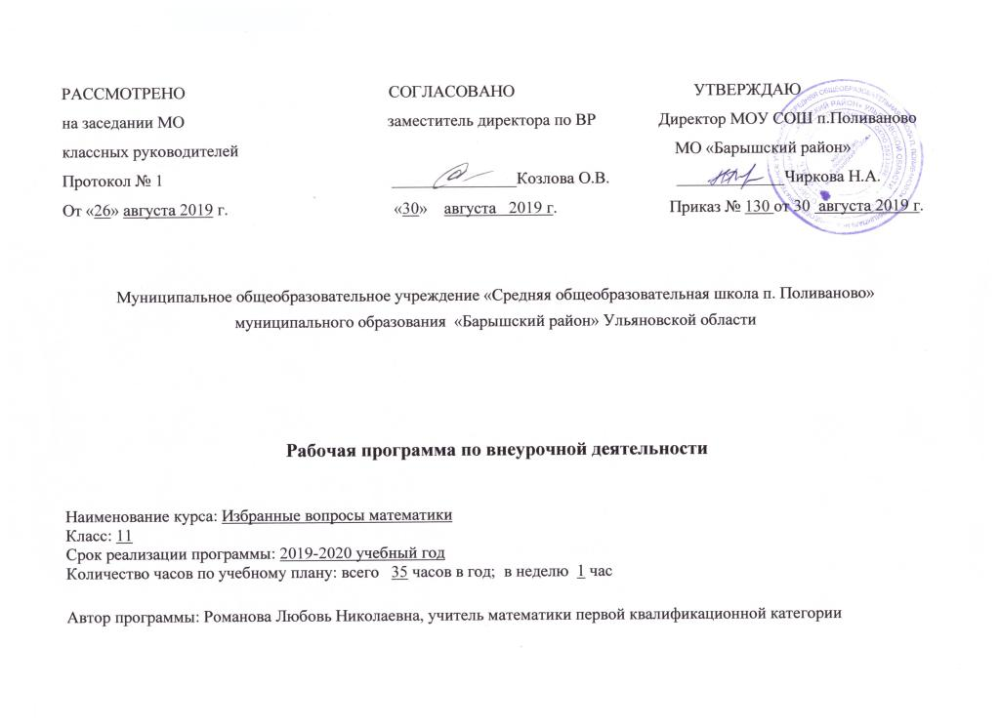 РАССМОТРЕНО
на заседании МО
классных руководителей
Протокол № 1
От «26» августа 2019 г.
СОГЛАСОВАНО
заместитель директора по ВР
Козлова О.В.
«30» августа 2019 г.
УТВЕРЖДАЮ
Директор МОУ СОШ п.Поливаново
МО «Барышский район»
Чиркова Н.А.
Приказ № 130 от 30 августа 2019 г.
Муниципальное общеобразовательное учреждение «Средняя общеобразовательная школа п. Поливаново»
муниципального образования «Барышский район» Ульяновской области
Рабочая программа по внеурочной деятельности
Наименование курса: Избранные вопросы математики
Класс: 11
Срок реализации программы: 2019-2020 учебный год
Количество часов по учебному плану: всего 35 часов в год; в неделю 1 час
Автор программы: Романова Любовь Николаевна, учитель математики первой квалификационной категории